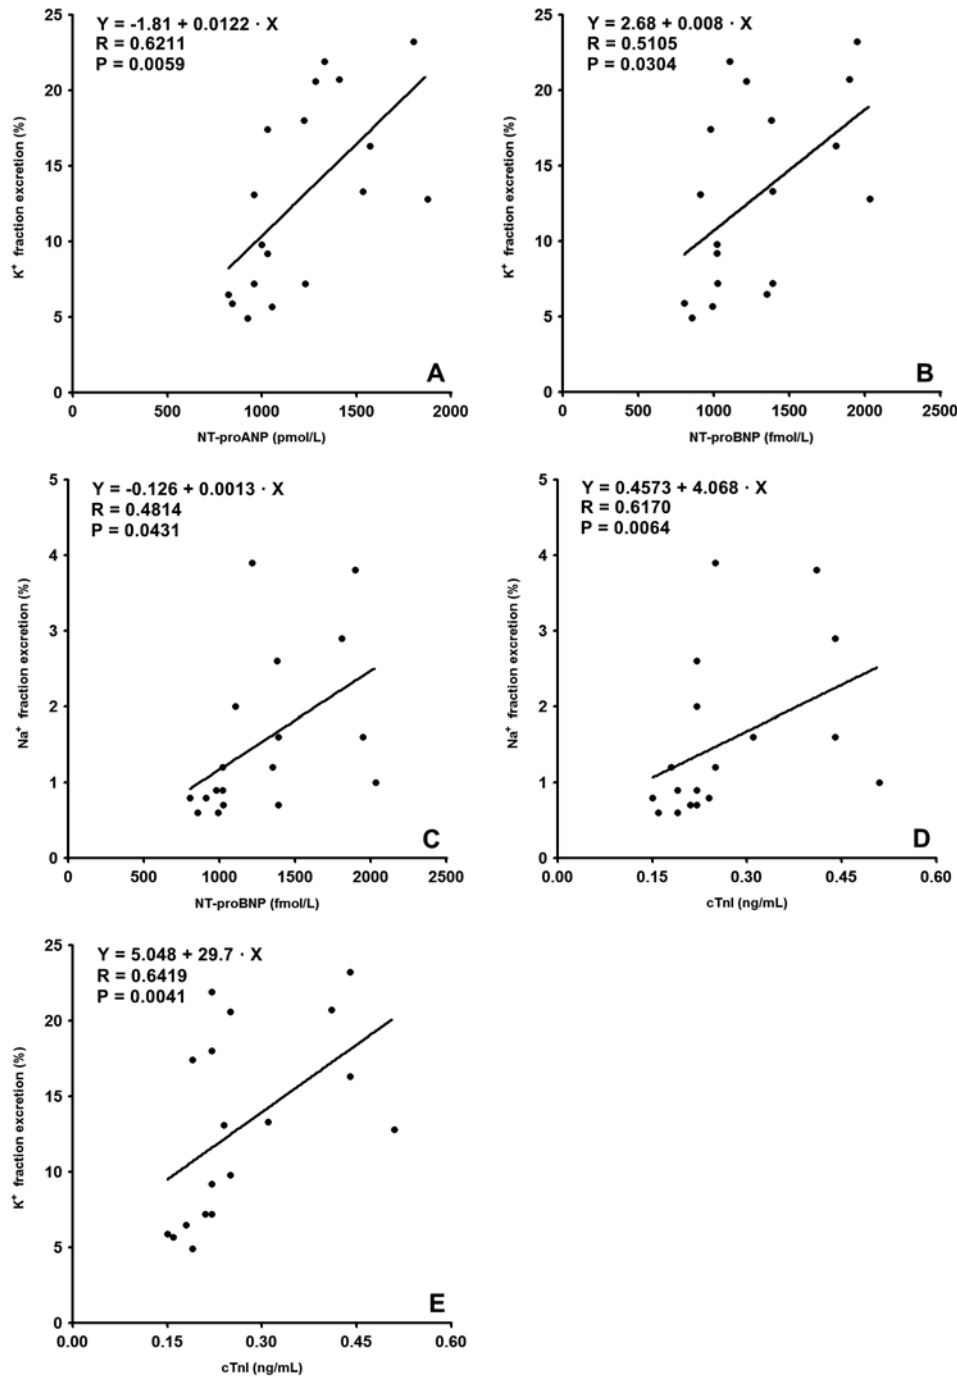 Y = -1.81 + 0.0122 · X
R = 0.6211
P = 0.0059
25
20
15
10
5
0
K⁺ fraction excretion (%)
0 500 1000 1500 2000
NT-proANP (pmol/L)
A
Y = 2.68 + 0.008 · X
R = 0.5105
P = 0.0304
25
20
15
10
5
0
K⁺ fraction excretion (%)
0 500 1000 1500 2000 2500
NT-proBNP (fmol/L)
B
Y = -0.126 + 0.0013 · X
R = 0.4814
P = 0.0431
5
4
3
2
1
0
Na⁺ fraction excretion (%)
0 500 1000 1500 2000 2500
NT-proBNP (fmol/L)
C
Y = 0.4573 + 4.068 · X
R = 0.6170
P = 0.0064
5
4
3
2
1
0
Na⁺ fraction excretion (%)
0.00 0.15 0.30 0.45 0.60
cTnI (ng/mL)
D
Y = 5.048 + 29.7 · X
R = 0.6419
P = 0.0041
25
20
15
10
5
0
K⁺ fraction excretion (%)
0.00 0.15 0.30 0.45 0.60
cTnI (ng/mL)
E